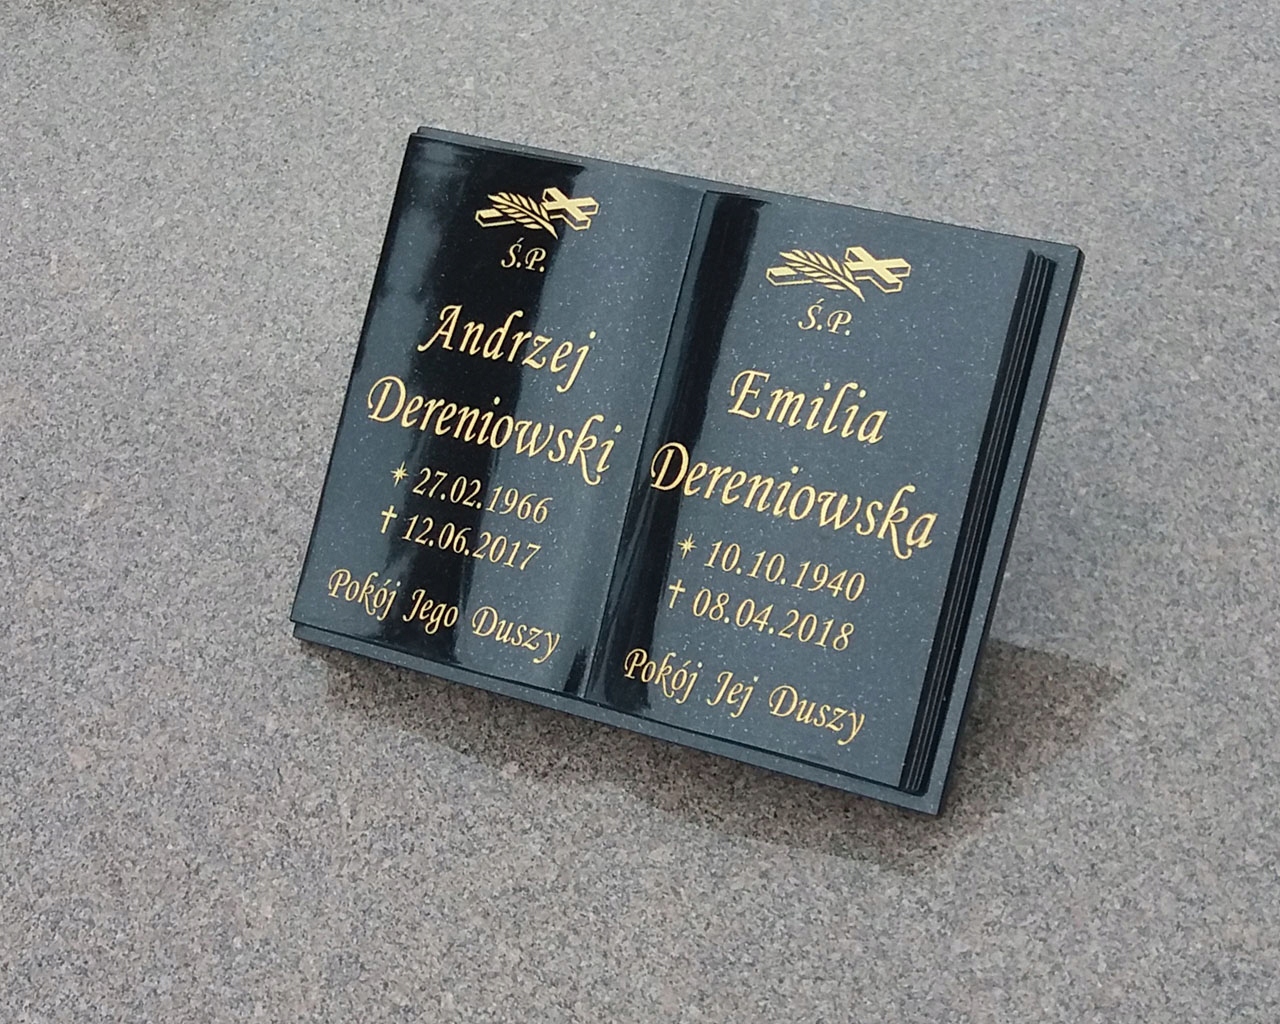 Ś.P.
Andrzej
Dereniowski
* 27.02.1966
† 12.06.2017
Pokój Jego Duszy
Ś.P.
Emilia
Dereniowska
* 10.10.1940
† 08.04.2018
Pokój Jej Duszy